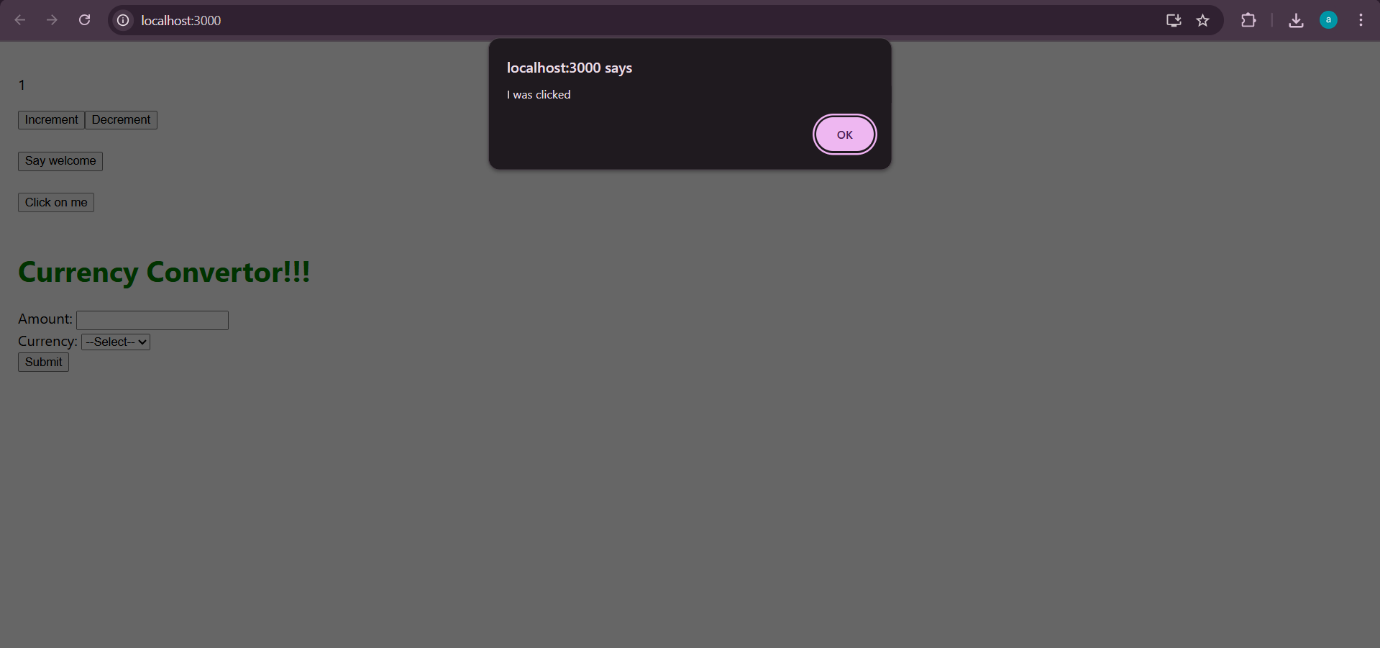 localhost:3000
a
localhost:3000 says
I was clicked
OK
1
Increment Decrement
Say welcome
Click on me
Currency Convertor!!!
Amount:
Currency: --Select--
Submit